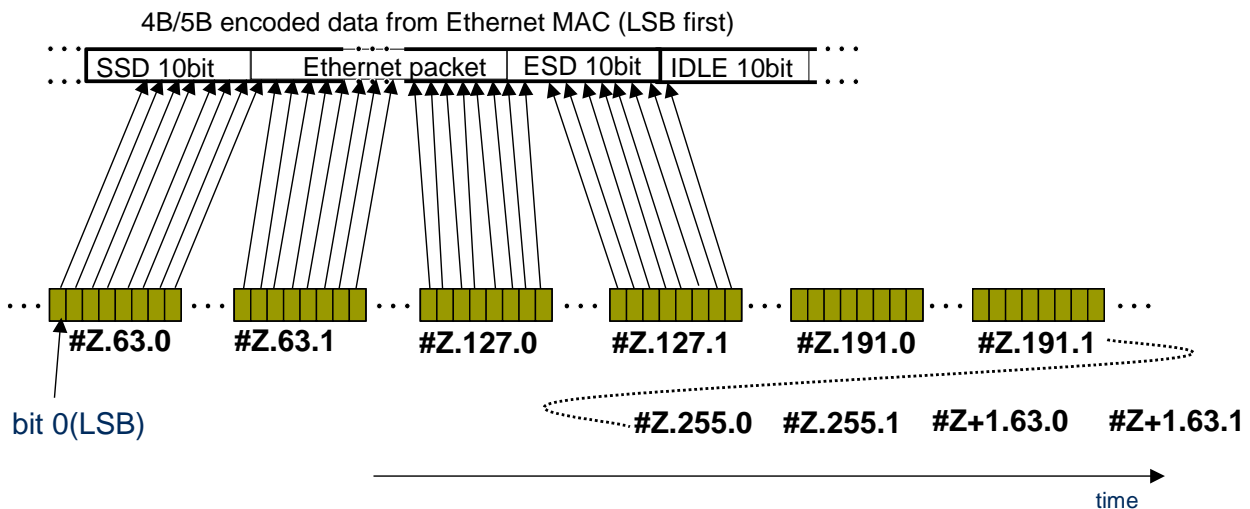 4B/5B encoded data from Ethernet MAC (LSB first)
SSD 10bit Ethernet packet ESD 10bit IDLE 10bit
#Z.63.0 #Z.63.1 #Z.127.0 #Z.127.1 #Z.191.0 #Z.191.1
bit 0(LSB)
#Z.255.0 #Z.255.1 #Z+1.63.0 #Z+1.63.1
time